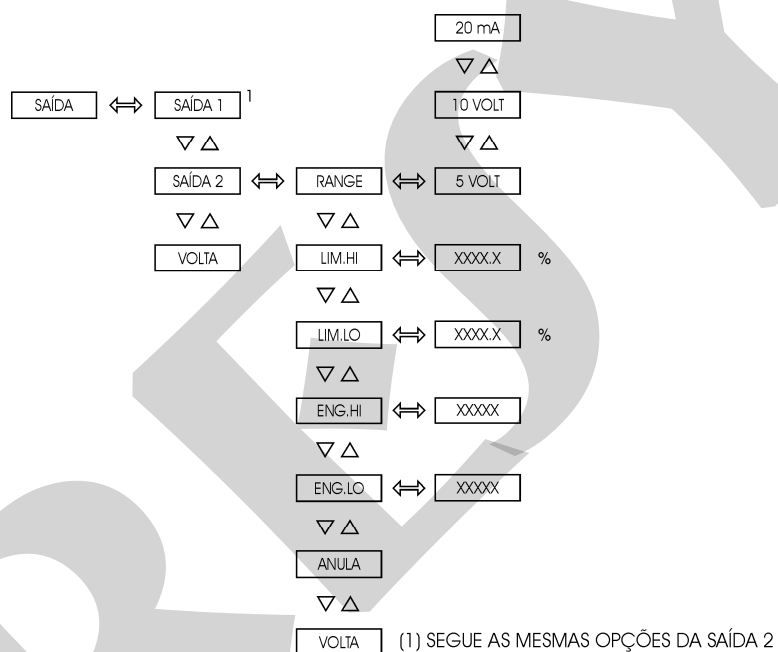 20 mA
10 VOLT
SAÍDA SAÍDA 1 1
SAÍDA 2 RANGE 5 VOLT
VOLTA LIM.HI XXXX.X %
LIM.LO XXXX.X %
ENG.HI XXXXX
ENG.LO XXXXX
ANULA
VOLTA (1) SEGUE AS MESMAS OPÇÕES DA SAÍDA 2